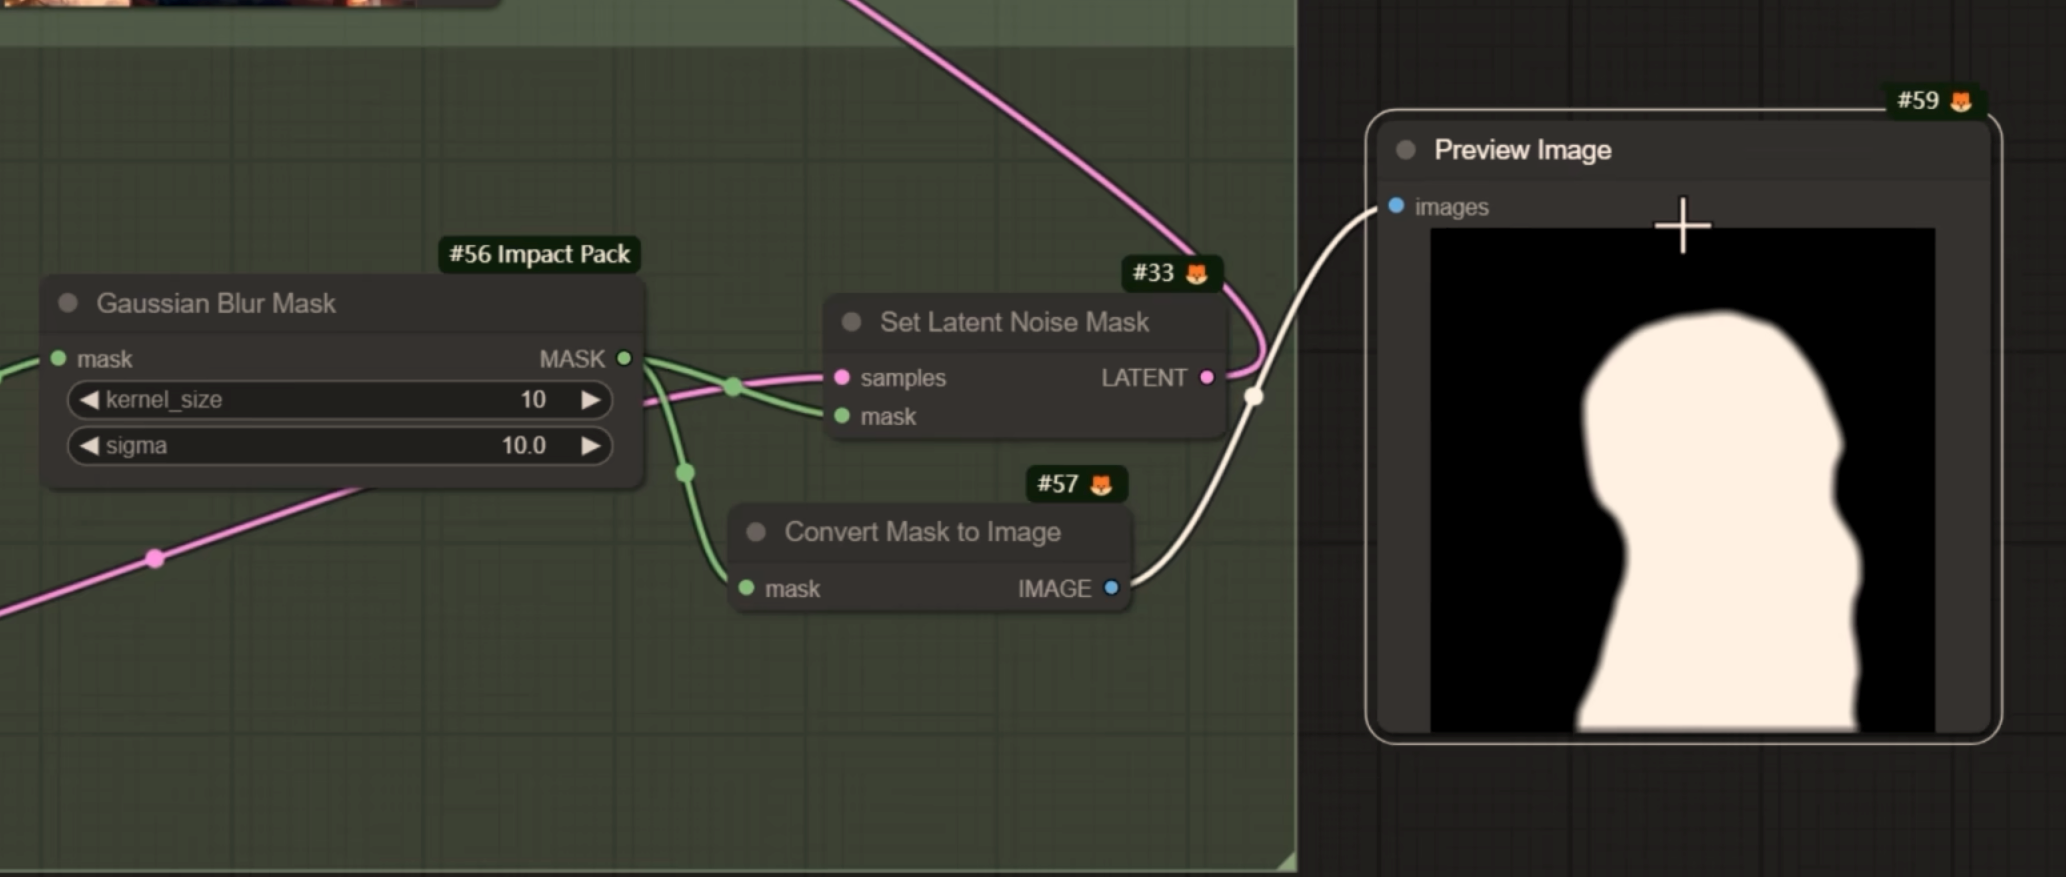 #59
Preview Image
images
#56 Impact Pack
Gaussian Blur Mask
mask MASK
kernel_size 10
sigma 10.0
#33
Set Latent Noise Mask
samples LATENT
mask
#57
Convert Mask to Image
mask IMAGE